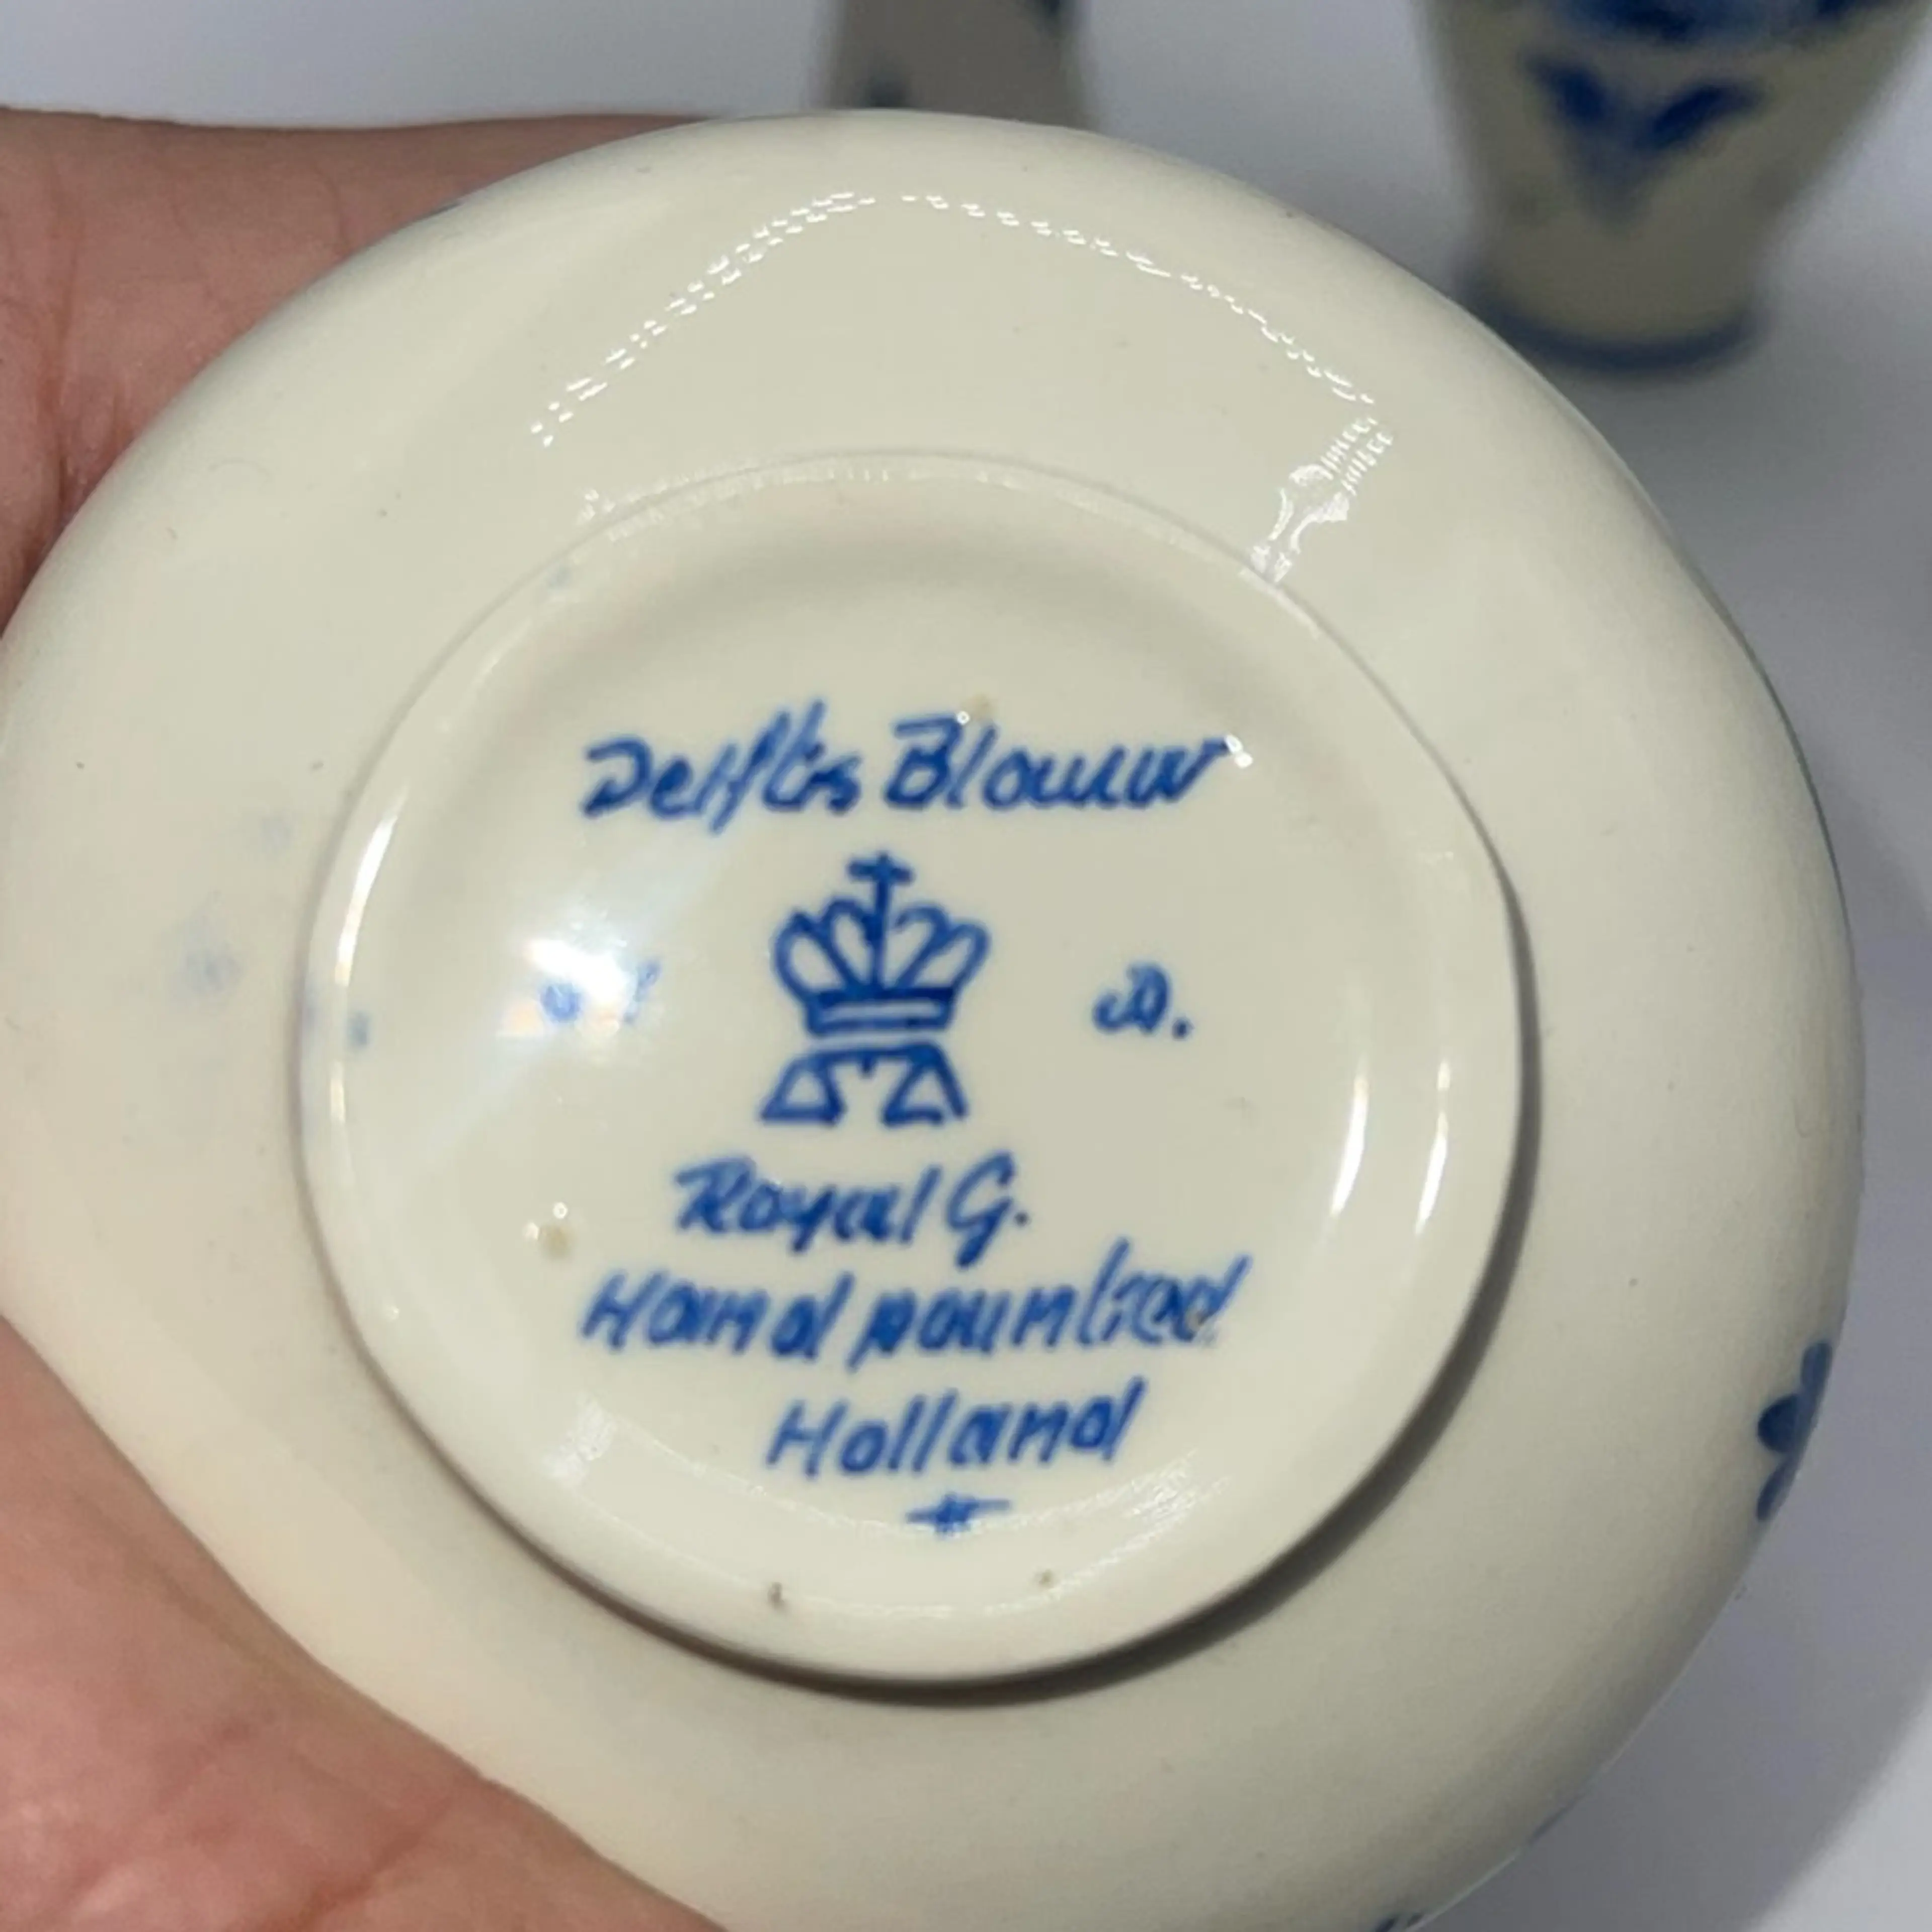 Delfts Blauw
D.
Royal G.
Hand painted
Holland